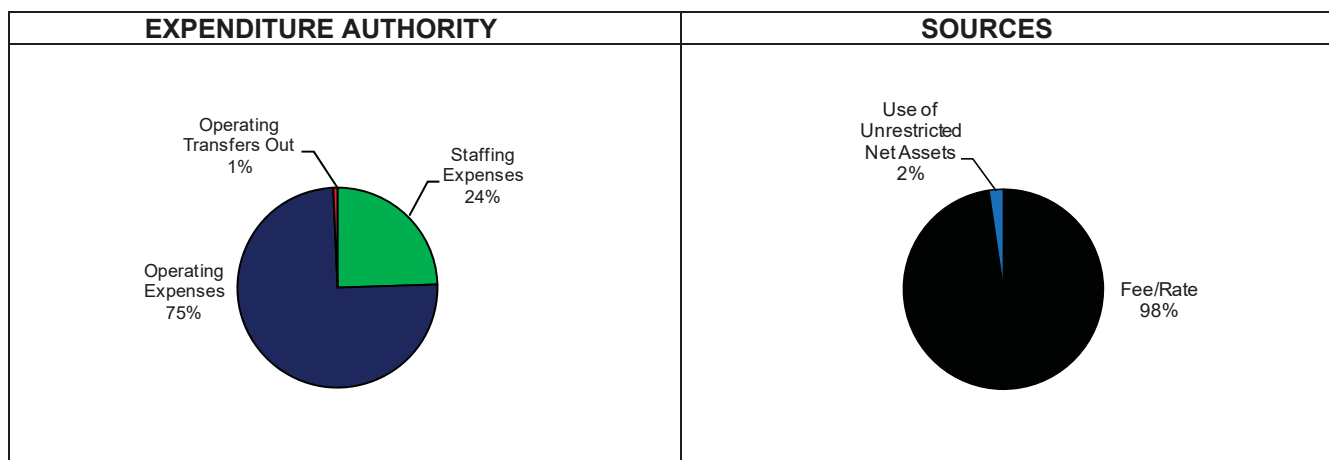 EXPENDITURE AUTHORITY
SOURCES
Operating
Transfers Out
1%
Staffing
Expenses
24%
Operating
Expenses
75%
Use of
Unrestricted
Net Assets
2%
Fee/Rate
98%